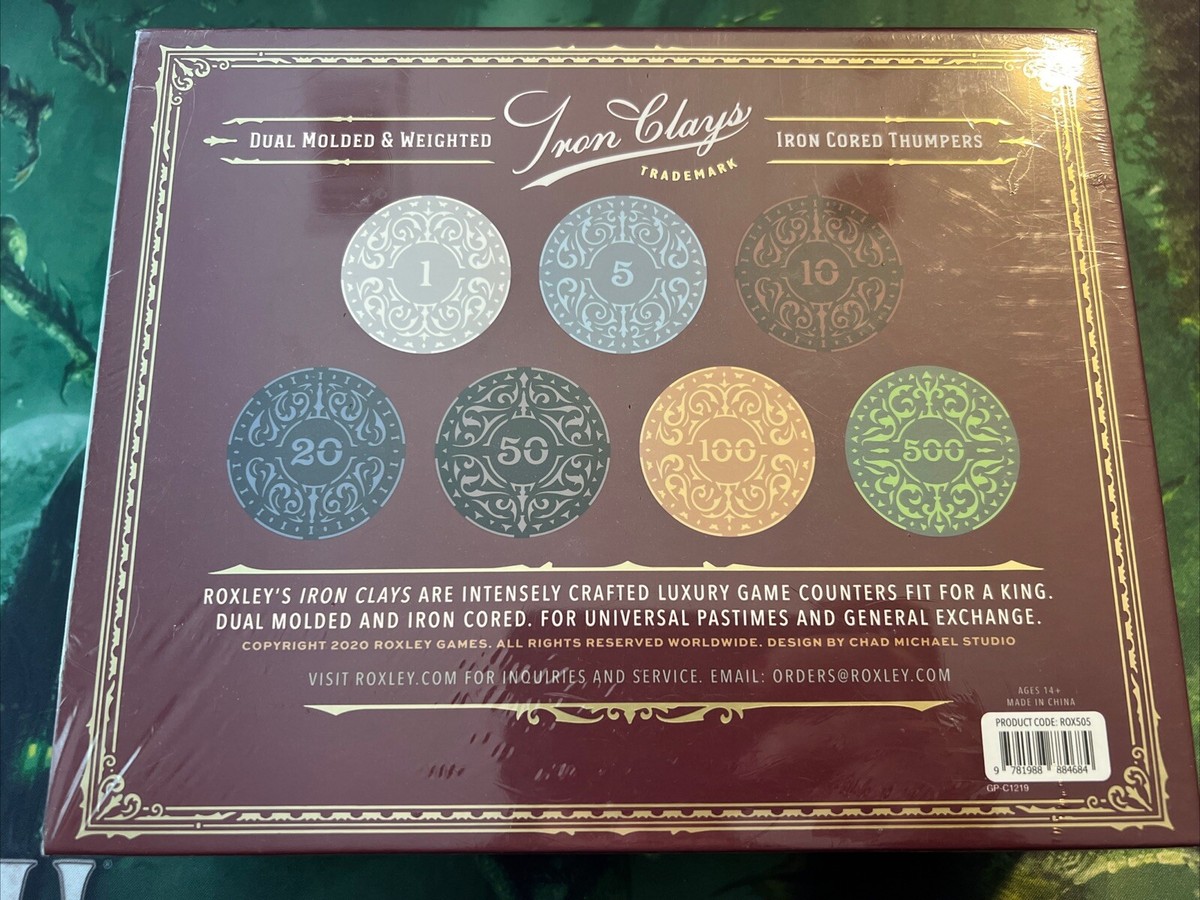 Iron Clays
DUAL MOLDED & WEIGHTED
IRON CORED THUMPERS
TRADEMARK
1
5
10
20
50
100
500
ROXLEY'S IRON CLAYS ARE INTENSELY CRAFTED LUXURY GAME COUNTERS FIT FOR A KING.
DUAL MOLDED AND IRON CORED. FOR UNIVERSAL PASTIMES AND GENERAL EXCHANGE.
COPYRIGHT 2020 ROXLEY GAMES. ALL RIGHTS RESERVED WORLDWIDE. DESIGN BY CHAD MICHAEL STUDIO
VISIT ROXLEY.COM FOR INQUIRIES AND SERVICE. EMAIL: ORDERS@ROXLEY.COM
AGES 14+
MADE IN CHINA
PRODUCT CODE: ROX505
9 781988 884684
GP-C1219